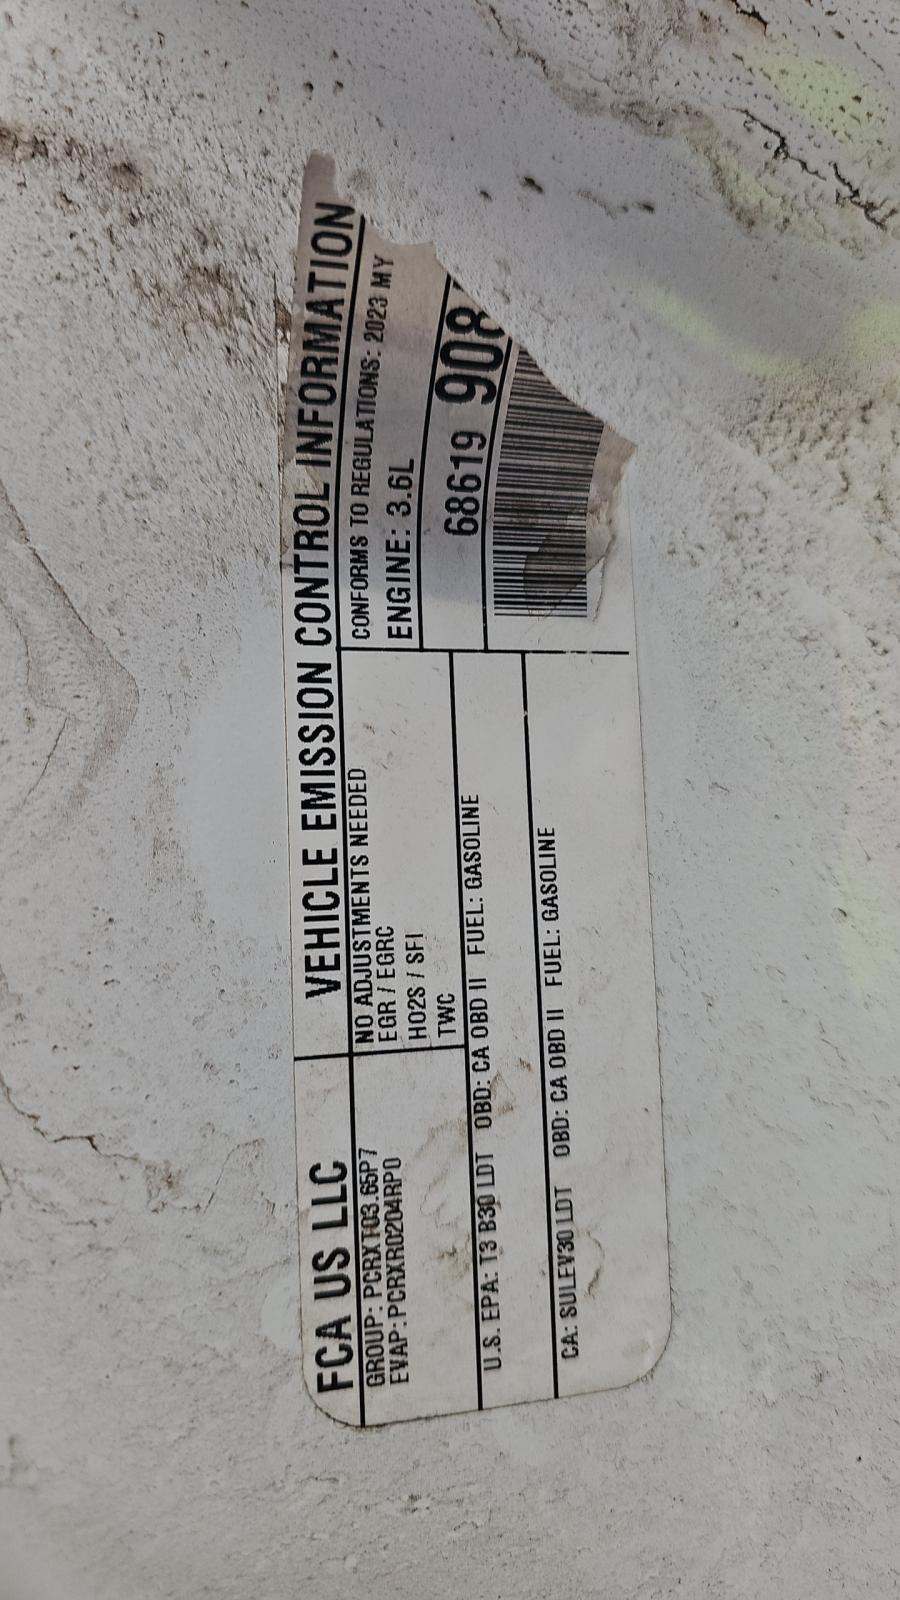 FCA US LLC
VEHICLE EMISSION CONTROL INFORMATION
GROUP: PCRXT03.65P7
EVAP: PCRXR0204RP0
NO ADJUSTMENTS NEEDED
EGR / EGRC
HO2S / SFI
TWC
CONFORMS TO REGULATIONS: 2023 MY
ENGINE: 3.6L
68619 908
U.S. EPA: T3 B30 LDT OBD: CA OBD II FUEL: GASOLINE
CA: SULEV30 LDT OBD: CA OBD II FUEL: GASOLINE